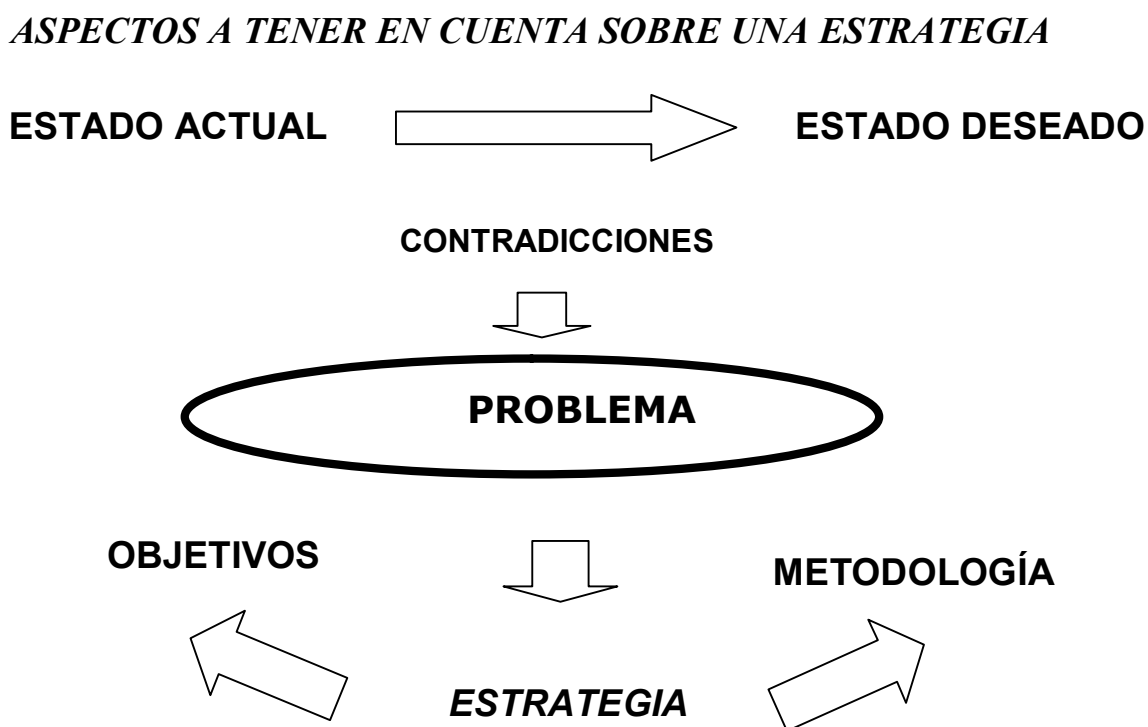 ASPECTOS A TENER EN CUENTA SOBRE UNA ESTRATEGIA
ESTADO ACTUAL ESTADO DESEADO
CONTRADICCIONES
PROBLEMA
OBJETIVOS METODOLOGÍA
ESTRATEGIA